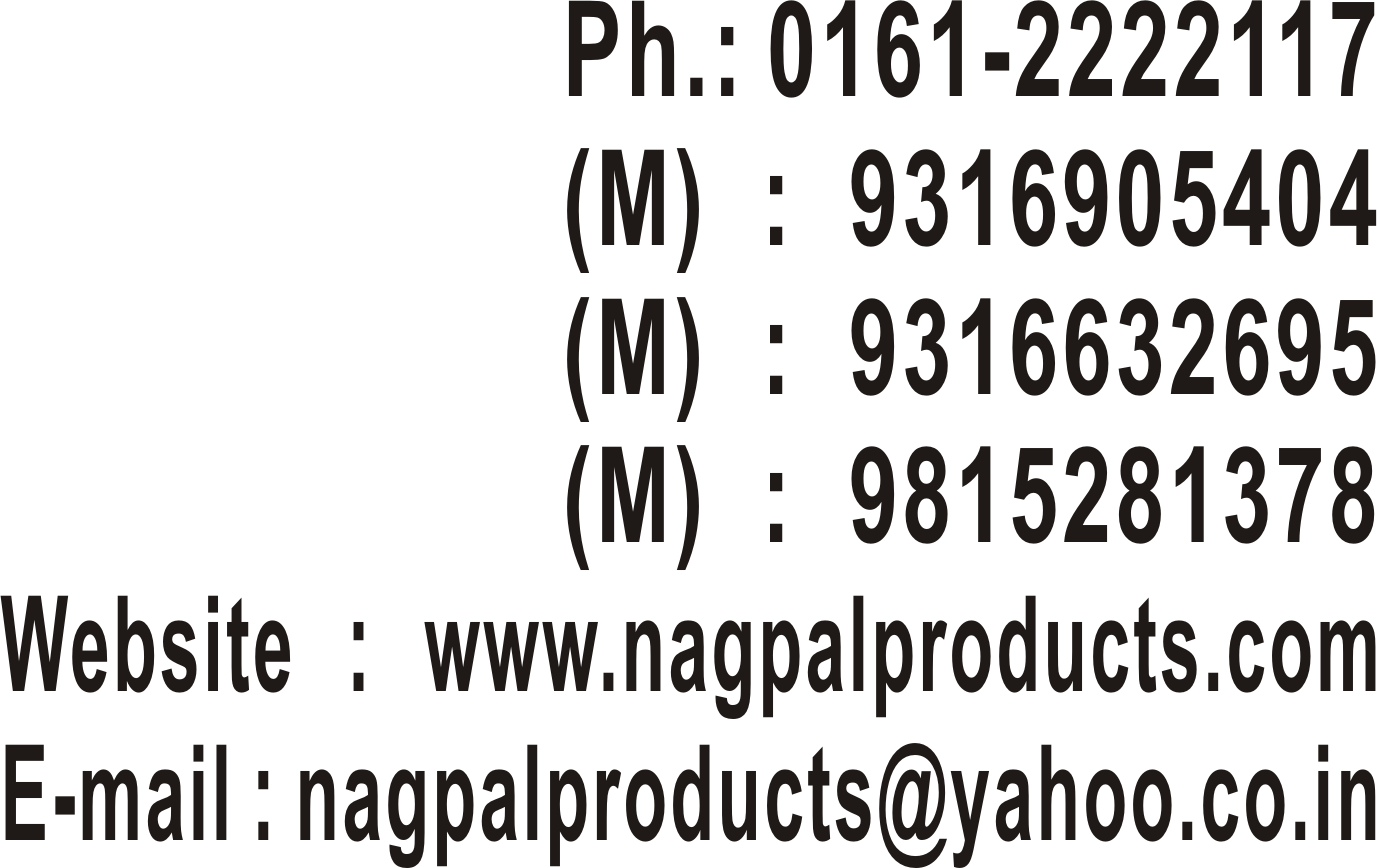 Ph.: 0161-2222117
(M) : 9316905404
(M) : 9316632695
(M) : 9815281378
Website : www.nagpalproducts.com
E-mail : nagpalproducts@yahoo.co.in